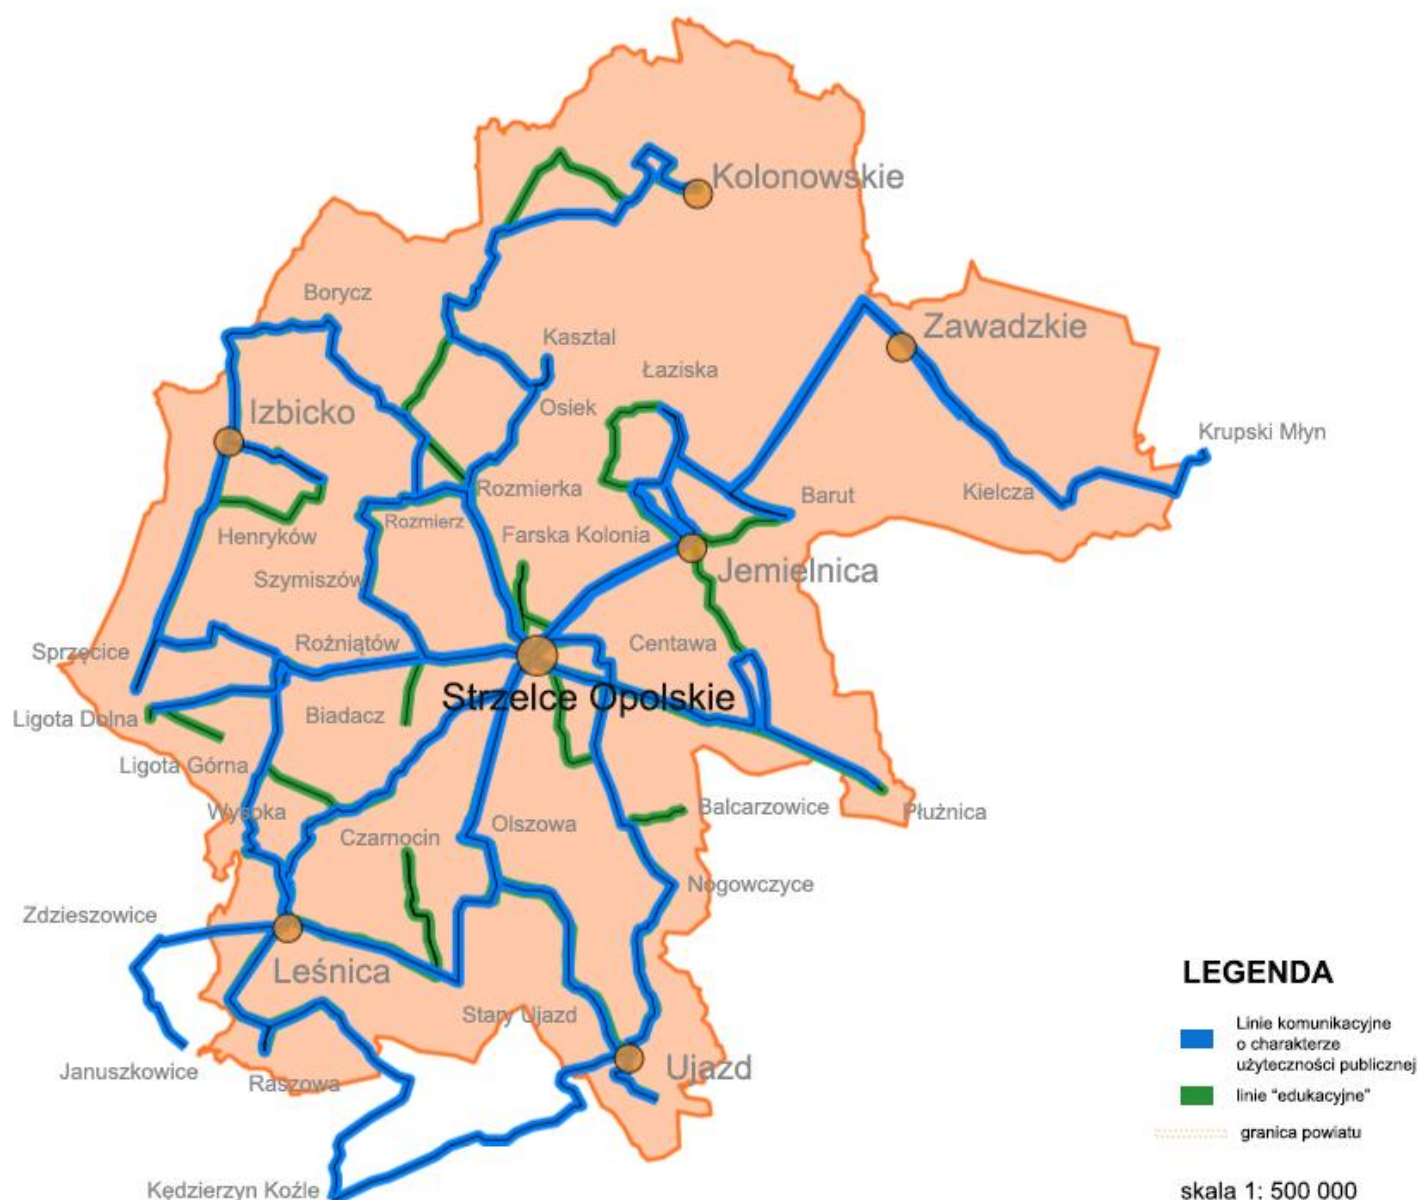 Kolonowskie
Borycz
Zawadzkie
Kasztal
Łaziska
Izbicko
Osiek
Krupski Młyn
Rozmierka
Kielcza
Barut
Rozmierz
Henryków
Farska Kolonia
Jemielnica
Szymiszów
Rożniątów
Centawa
Sprzęcice
Strzelce Opolskie
Ligota Dolna
Biadacz
Ligota Górna
Wysoka
Balcarzowice
Płużnica
Olszowa
Czarnocin
Nogowczyce
Zdzieszowice
Leśnica
LEGENDA
Stary Ujazd
Linie komunikacyjne
o charakterze
użyteczności publicznej
Januszkowice
Ujazd
Raszowa
linie "edukacyjne"
granica powiatu
Kędzierzyn Koźle
skala 1: 500 000